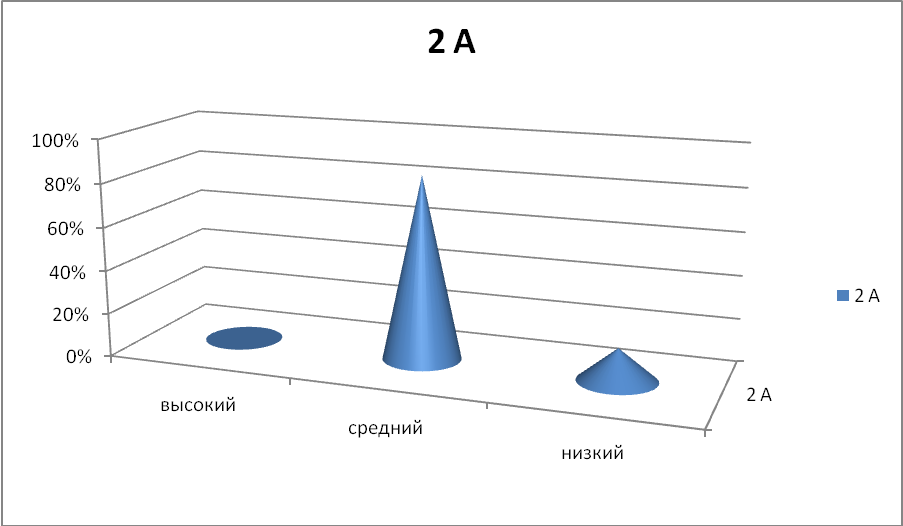 2 А
100%
80%
60%
40%
20%
0%
высокий
средний
низкий
2 А
2 А